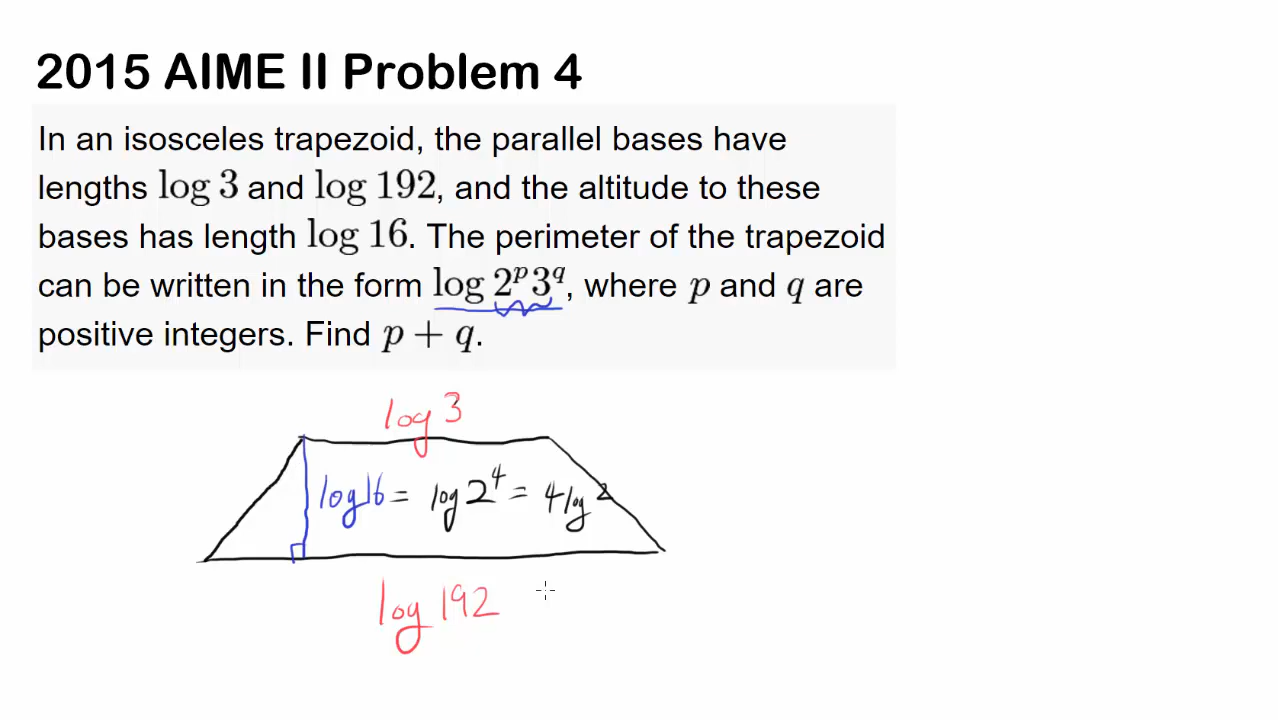 2015 AIME II Problem 4
In an isosceles trapezoid, the parallel bases have
lengths log 3 and log 192, and the altitude to these
bases has length log 16. The perimeter of the trapezoid
can be written in the form log 2^p 3^q, where p and q are
positive integers. Find p + q.
log 3
log 16 = log 2^4 = 4 log 2
log 192